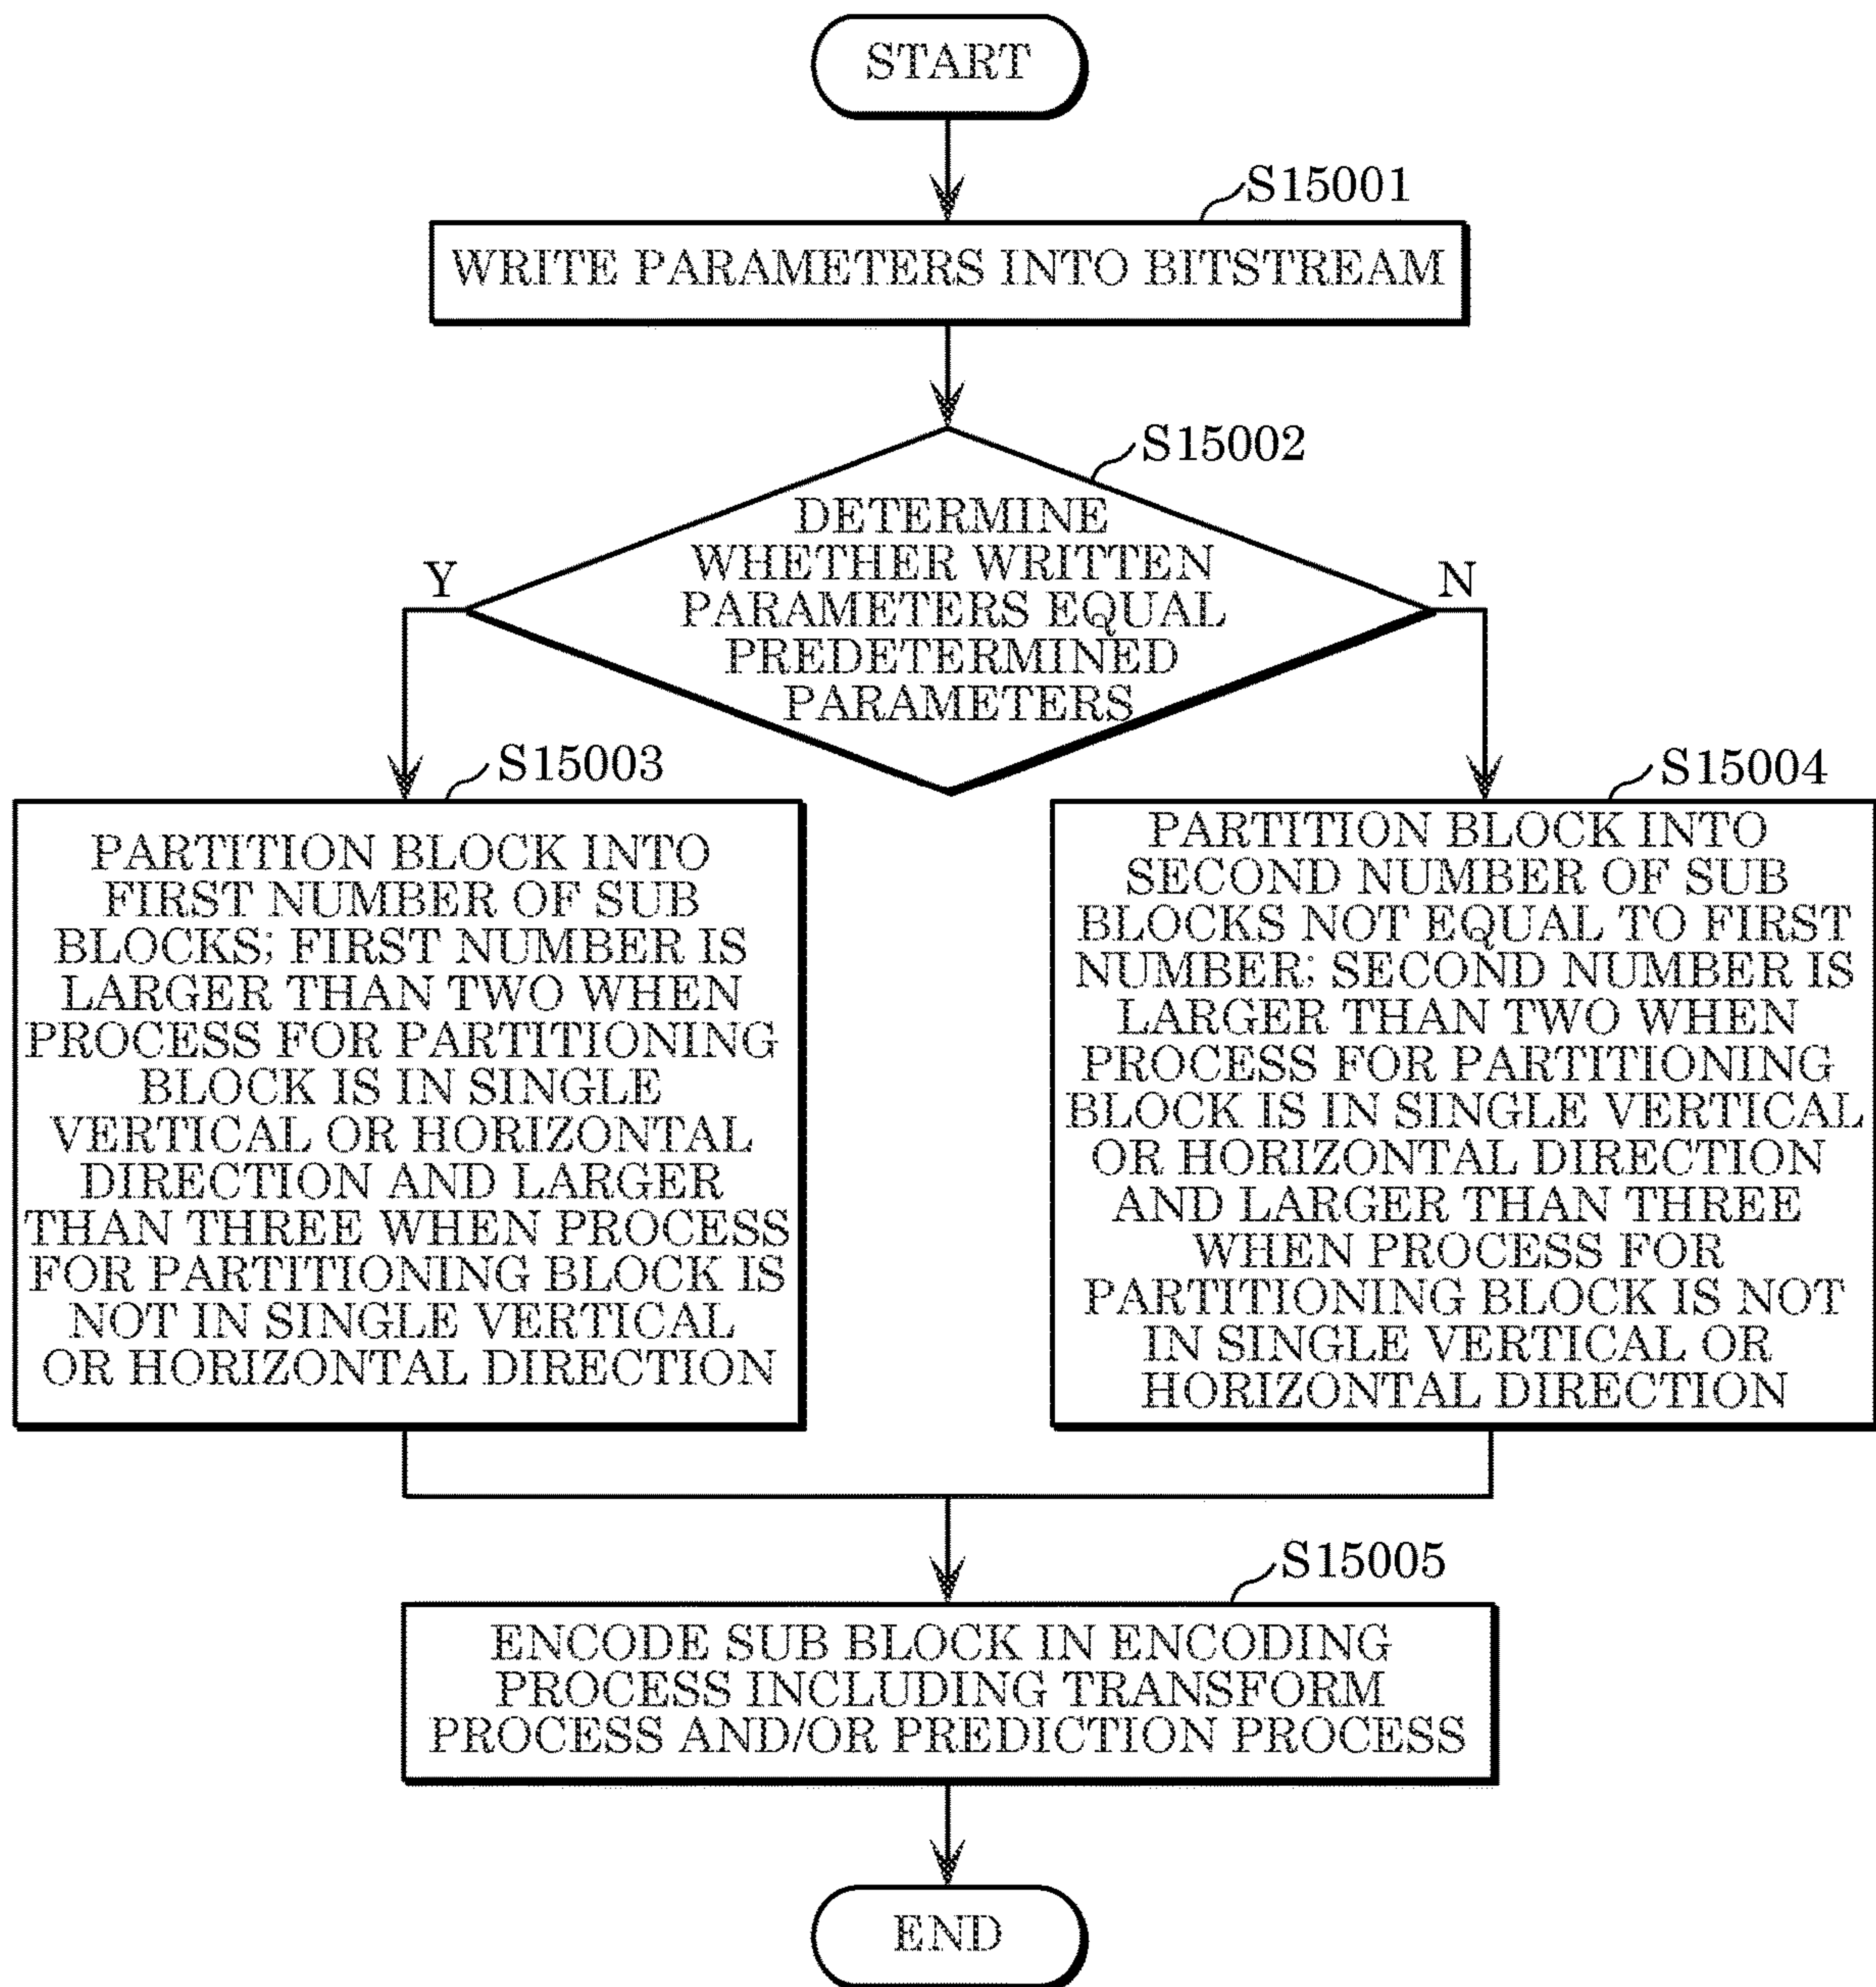 START
S15001
WRITE PARAMETERS INTO BITSTREAM
S15002
DETERMINE
WHETHER WRITTEN
PARAMETERS EQUAL
PREDETERMINED
PARAMETERS
Y
N
S15003
PARTITION BLOCK INTO
FIRST NUMBER OF SUB
BLOCKS; FIRST NUMBER IS
LARGER THAN TWO WHEN
PROCESS FOR PARTITIONING
BLOCK IS IN SINGLE
VERTICAL OR HORIZONTAL
DIRECTION AND LARGER
THAN THREE WHEN PROCESS
FOR PARTITIONING BLOCK IS
NOT IN SINGLE VERTICAL
OR HORIZONTAL DIRECTION
S15004
PARTITION BLOCK INTO
SECOND NUMBER OF SUB
BLOCKS NOT EQUAL TO FIRST
NUMBER; SECOND NUMBER IS
LARGER THAN TWO WHEN
PROCESS FOR PARTITIONING
BLOCK IS IN SINGLE VERTICAL
OR HORIZONTAL DIRECTION
AND LARGER THAN THREE
WHEN PROCESS FOR
PARTITIONING BLOCK IS NOT
IN SINGLE VERTICAL OR
HORIZONTAL DIRECTION
S15005
ENCODE SUB BLOCK IN ENCODING
PROCESS INCLUDING TRANSFORM
PROCESS AND/OR PREDICTION PROCESS
END